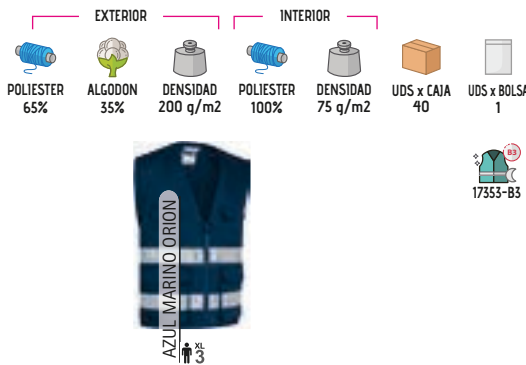 EXTERIOR
INTERIOR
POLIESTER
65%
ALGODON
35%
DENSIDAD
200 g/m2
POLIESTER
100%
DENSIDAD
75 g/m2
UDS x CAJA
40
UDS x BOLSA
1
B3
17353-B3
AZUL MARINO ORION
XL
3